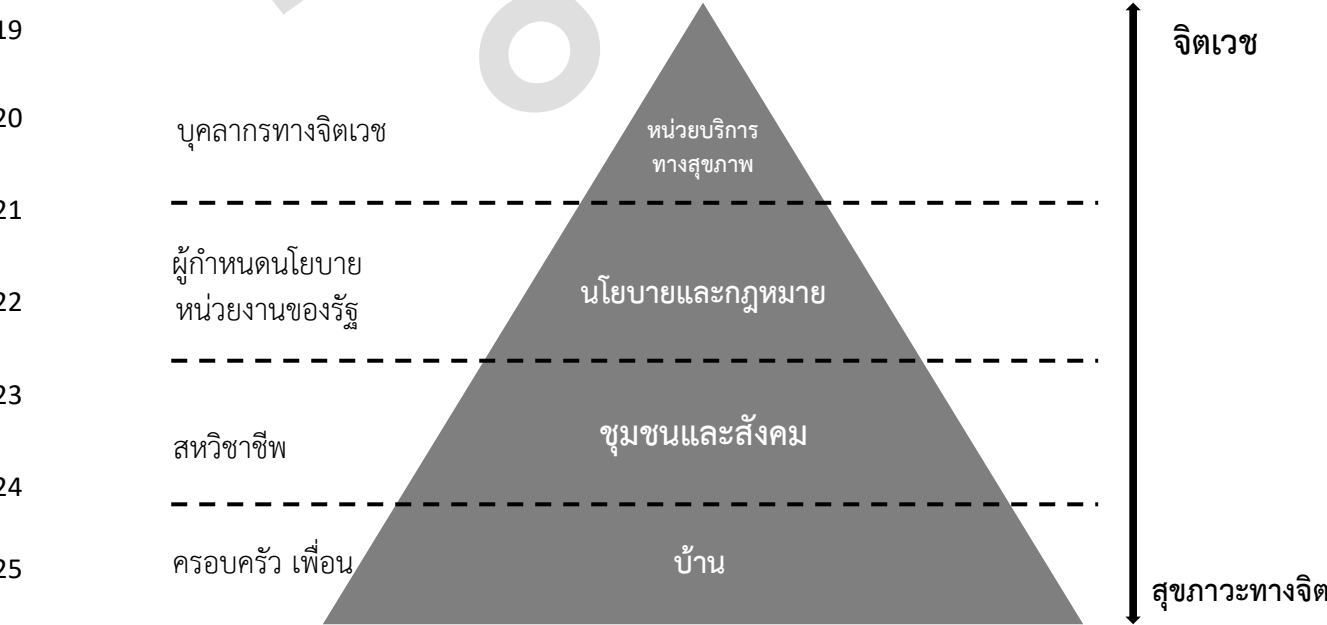 19
จิตเวช
20
บุคลากรทางจิตเวช
หน่วยบริการ
ทางสุขภาพ
21
ผู้กำหนดนโยบาย
หน่วยงานของรัฐ
22
นโยบายและกฎหมาย
23
ชุมชนและสังคม
สหวิชาชีพ
24
ครอบครัว เพื่อน
บ้าน
25
สุขภาวะทางจิต